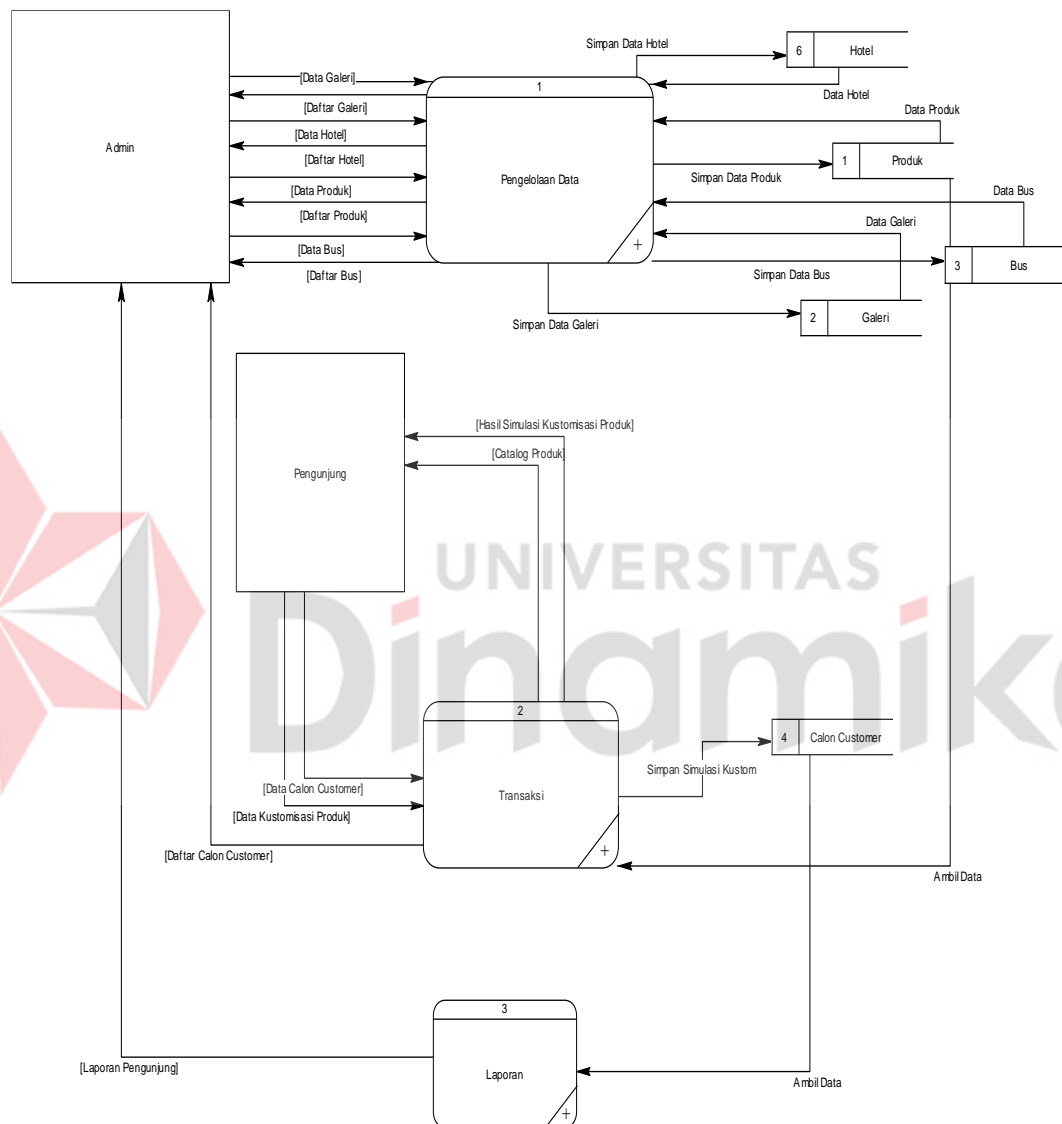 Simpan Data Hotel
6 Hotel
[Data Galeri]
1
Data Hotel
[Daftar Galeri]
Data Produk
[Data Hotel]
Admin
[Daftar Hotel]
Pengelolaan Data
1 Produk
Simpan Data Produk
[Data Produk]
Data Bus
[Daftar Produk]
Data Galeri
[Data Bus]
+
3 Bus
[Daftar Bus]
Simpan Data Bus
Simpan Data Galeri
2 Galeri
[Hasil Simulasi Kustomisasi Produk]
[Catalog Produk]
Pengunjung
UNIVERSITAS
Dinamika
2
4 Calon Customer
Simpan Simulasi Kustom
[Data Calon Customer]
Transaksi
[Data Kustomisasi Produk]
[Daftar Calon Customer]
+
Ambil Data
3
[Laporan Pengunjung]
Laporan
Ambil Data
+